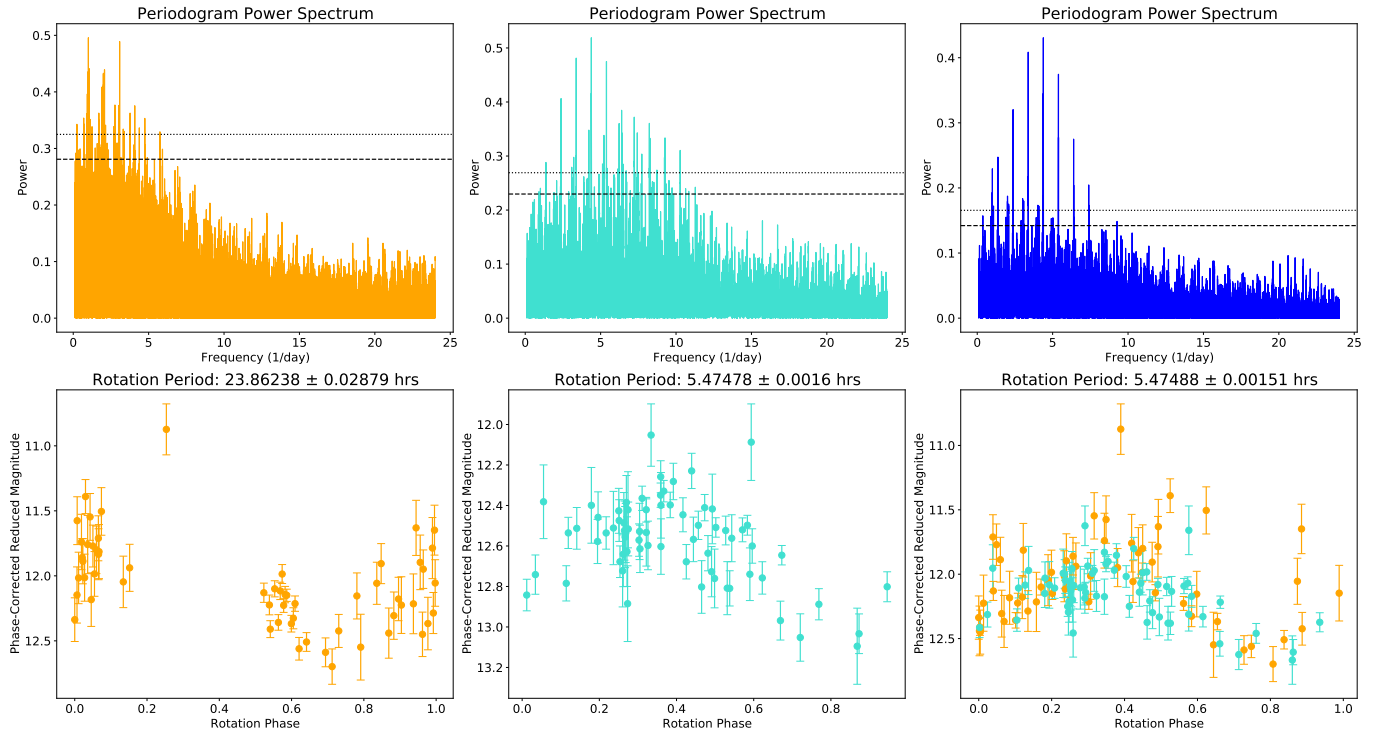 Periodogram Power Spectrum
0.5
0.4
0.3
0.2
0.1
0.0
Power
0 5 10 15 20 25
Frequency (1/day)
Periodogram Power Spectrum
0.5
0.4
0.3
0.2
0.1
0.0
Power
0 5 10 15 20 25
Frequency (1/day)
Periodogram Power Spectrum
0.4
0.3
0.2
0.1
0.0
Power
0 5 10 15 20 25
Frequency (1/day)
Rotation Period: 23.86238 ± 0.02879 hrs
11.0
11.5
12.0
12.5
Phase-Corrected Reduced Magnitude
0.0 0.2 0.4 0.6 0.8 1.0
Rotation Phase
Rotation Period: 5.47478 ± 0.0016 hrs
12.0
12.2
12.4
12.6
12.8
13.0
13.2
Phase-Corrected Reduced Magnitude
0.0 0.2 0.4 0.6 0.8
Rotation Phase
Rotation Period: 5.47488 ± 0.00151 hrs
11.0
11.5
12.0
12.5
Phase-Corrected Reduced Magnitude
0.0 0.2 0.4 0.6 0.8 1.0
Rotation Phase